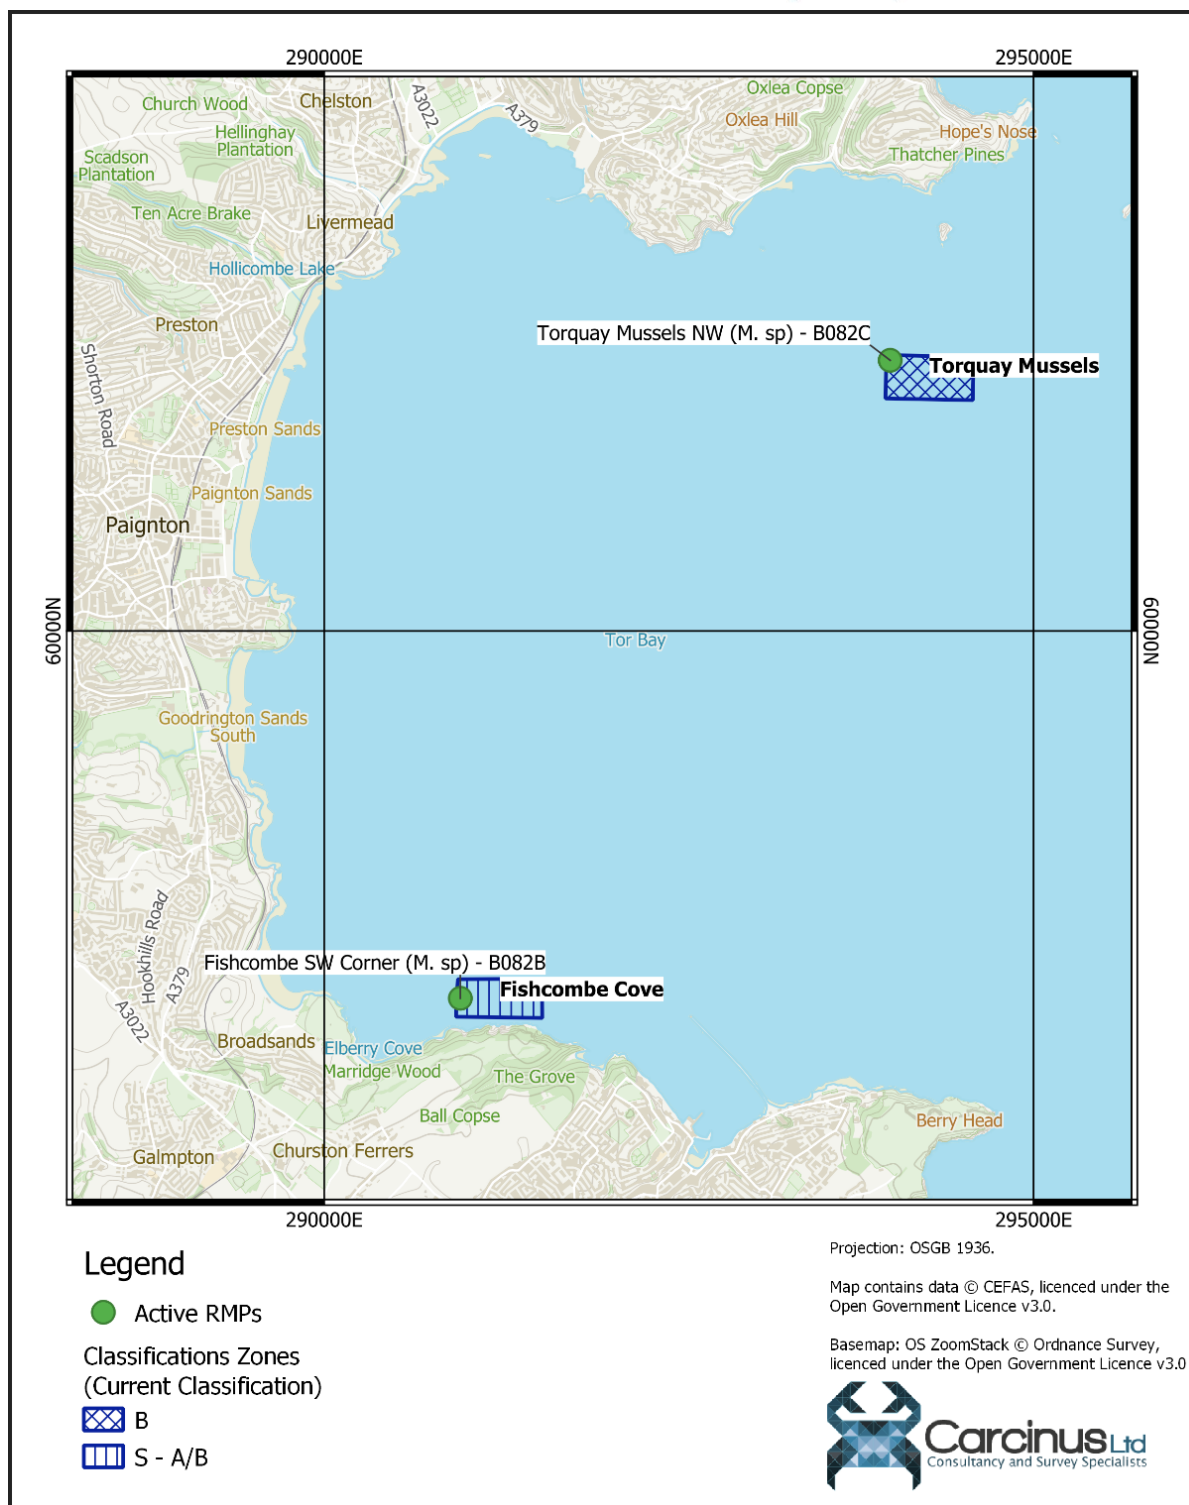 290000E
295000E
Church Wood
Chelston
A3022
A379
Oxlea Copse
Oxlea Hill
Hope's Nose
Thatcher Pines
Hellinghay
Plantation
Scadson
Plantation
Ten Acre Brake
Livermead
Hollicombe Lake
Preston
Shorton Road
Torquay Mussels NW (M. sp) - B082C
Torquay Mussels
Preston Sands
Paignton Sands
Paignton
60000N
60000N
Tor Bay
Goodrington Sands
South
Hookhills Road
A379
A3022
Fishcombe SW Corner (M. sp) - B082B
Fishcombe Cove
Broadsands
Elberry Cove
Marridge Wood
The Grove
Ball Copse
Berry Head
Churston Ferrers
Galmpton
290000E
295000E
Legend
Active RMPs
Classifications Zones
(Current Classification)
B
S - A/B
Projection: OSGB 1936.
Map contains data © CEFAS, licenced under the
Open Government Licence v3.0.
Basemap: OS ZoomStack © Ordnance Survey,
licenced under the Open Government Licence v3.0
Carcinus Ltd
Consultancy and Survey Specialists